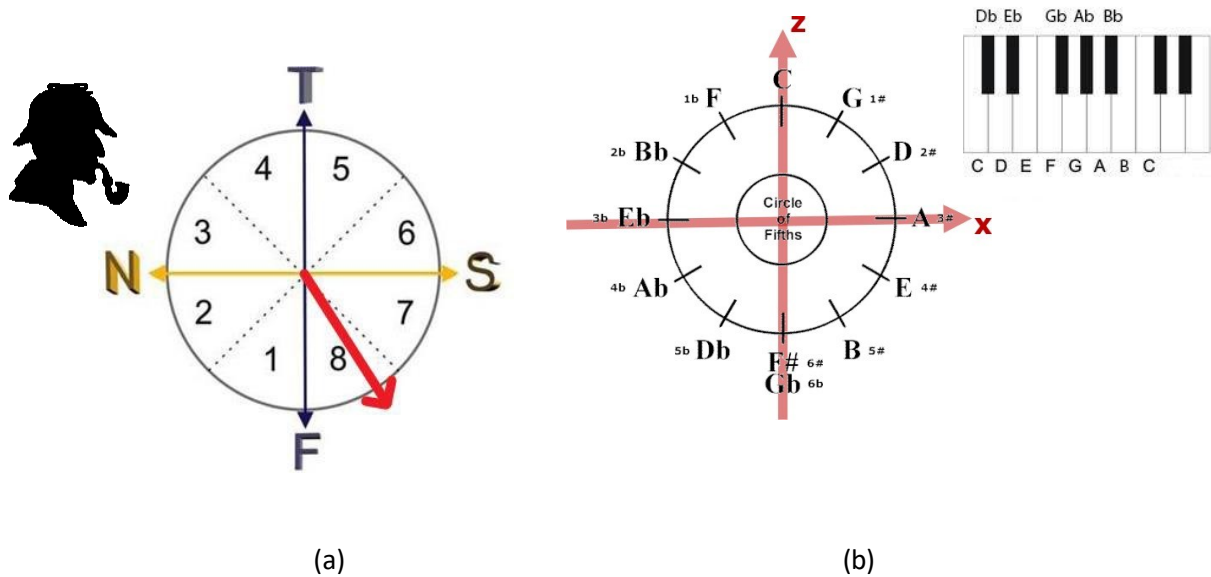 T
4 5
3 6
N S
2 7
1 8
F
(a)
z
C
1b F G 1#
2b Bb D 2#
3b Eb A 3# x
Circle
of
Fifths
4b Ab E 4#
5b Db B 5#
F# 6#
Gb 6b
Db Eb Gb Ab Bb
C D E F G A B C
(b)